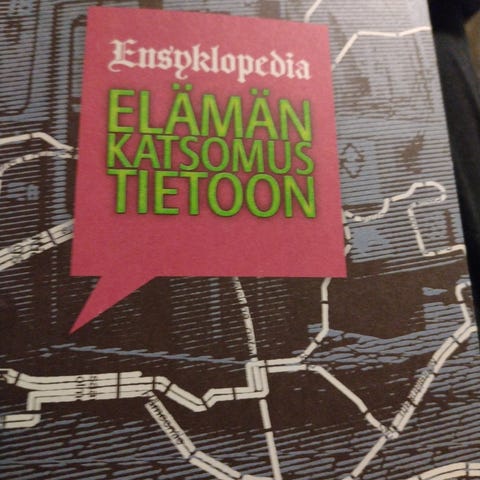 Ensyklopedia
ELÄMÄN
KATSOMUS
TIETOON